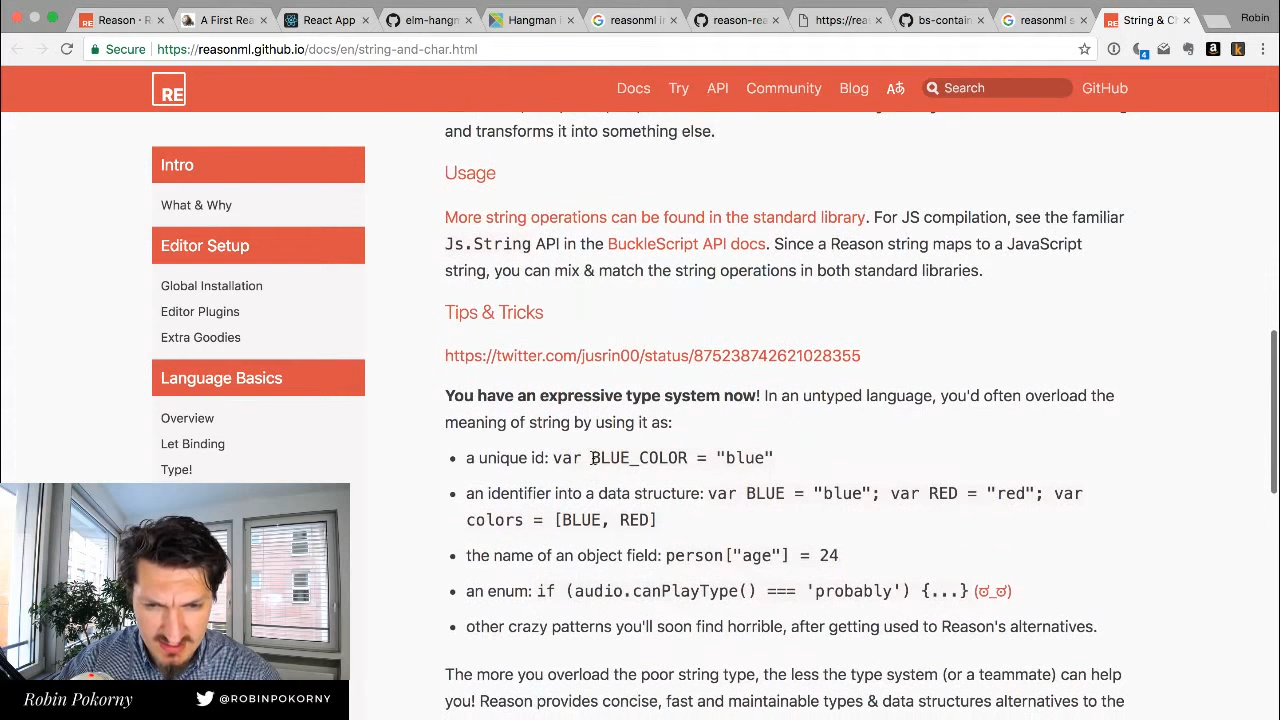 Reason ·
A First Rea
React App
elm-hang
Hangman
reasonml i
reason-re
https://rea
bs-contain
reasonml s
String & Ch
Robin
Secure
https://reasonml.github.io/docs/en/string-and-char.html
4
RE
Docs
Try
API
Community
Blog
Aあ
Search
GitHub
Intro
What & Why
Editor Setup
Global Installation
Editor Plugins
Extra Goodies
Language Basics
Overview
Let Binding
Type!
and transforms it into something else.
Usage
More string operations can be found in the standard library. For JS compilation, see the familiar
Js.String API in the BuckleScript API docs. Since a Reason string maps to a JavaScript
string, you can mix & match the string operations in both standard libraries.
Tips & Tricks
https://twitter.com/jusrin00/status/875238742621028355
You have an expressive type system now! In an untyped language, you'd often overload the
meaning of string by using it as:
• a unique id: var BLUE_COLOR = "blue"
• an identifier into a data structure: var BLUE = "blue"; var RED = "red"; var
colors = [BLUE, RED]
• the name of an object field: person["age"] = 24
• an enum: if (audio.canPlayType() === 'probably') {...} (ಠ_ಠ)
• other crazy patterns you'll soon find horrible, after getting used to Reason's alternatives.
The more you overload the poor string type, the less the type system (or a teammate) can help
you! Reason provides concise, fast and maintainable types & data structures alternatives to the
Robin Pokorny
@ROBINPOKORNY